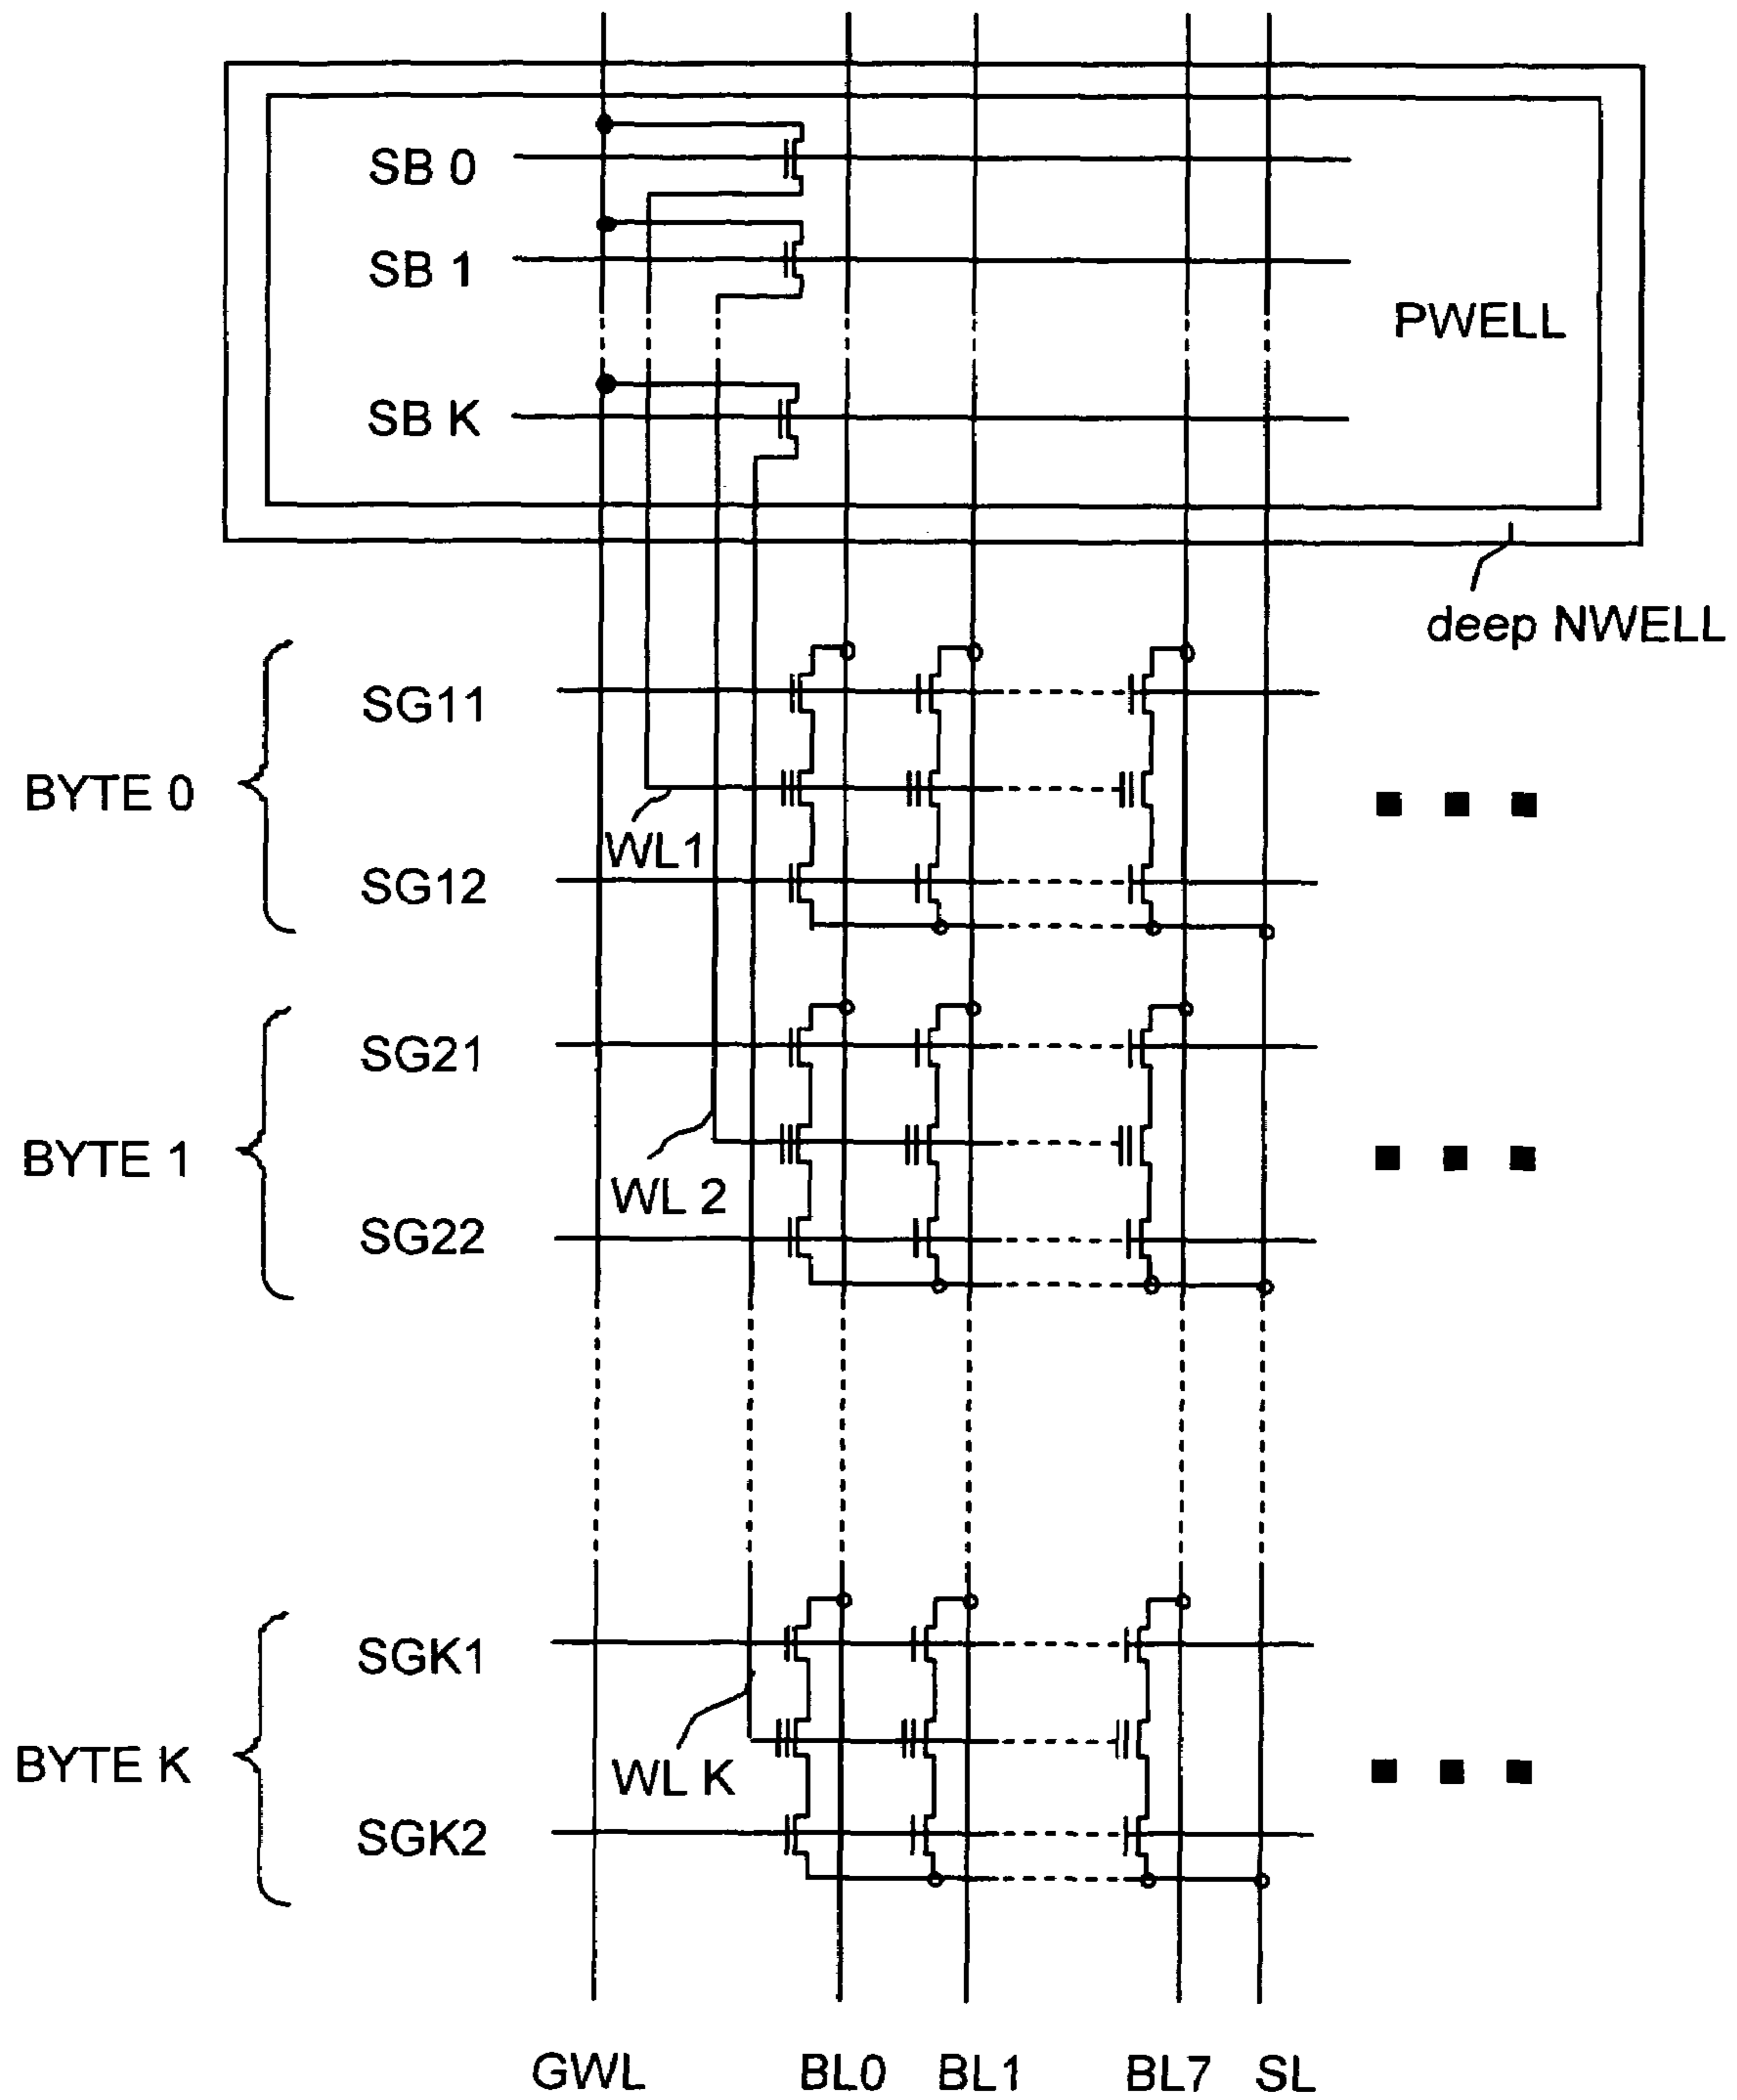 SB 0
SB 1
PWELL
SB K
deep NWELL
SG11
BYTE 0
WL1
SG12
SG21
BYTE 1
WL 2
SG22
SGK1
BYTE K
WL K
SGK2
GWL BL0 BL1 BL7 SL